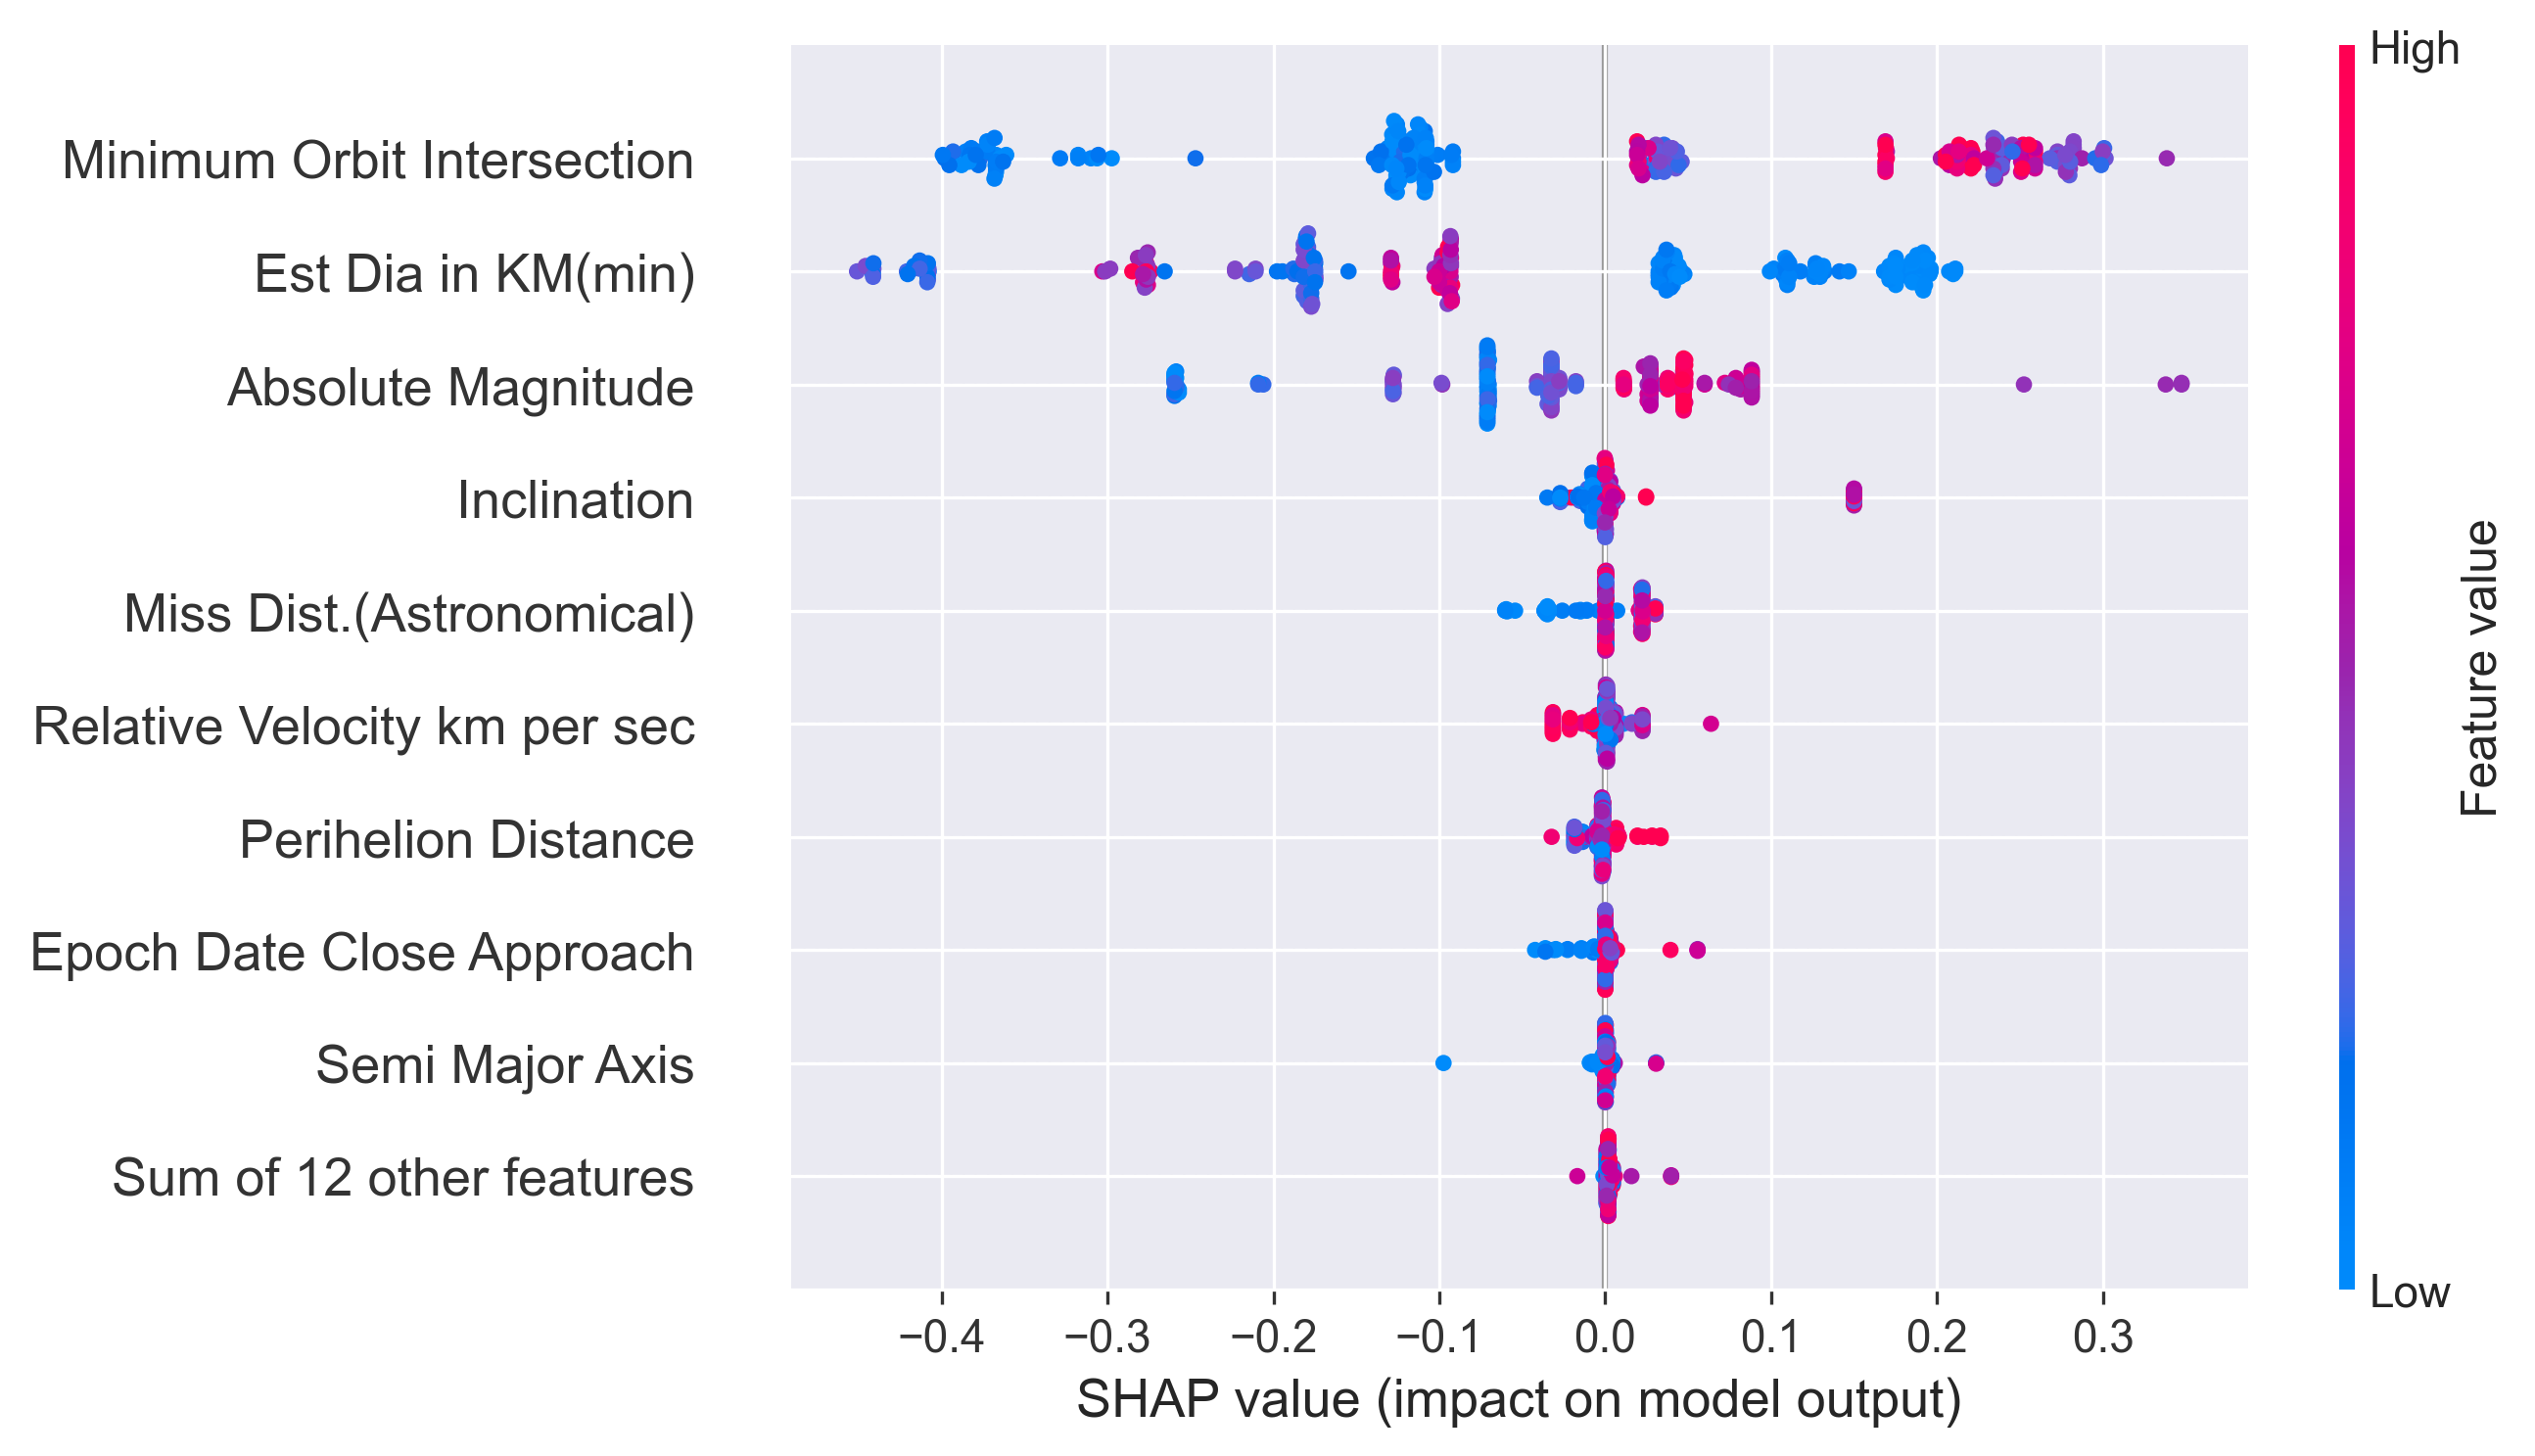 High
Minimum Orbit Intersection
Est Dia in KM(min)
Absolute Magnitude
Inclination
Miss Dist.(Astronomical)
Relative Velocity km per sec
Perihelion Distance
Epoch Date Close Approach
Semi Major Axis
Sum of 12 other features
Feature value
Low
−0.4 −0.3 −0.2 −0.1 0.0 0.1 0.2 0.3
SHAP value (impact on model output)